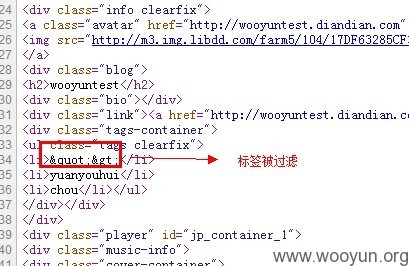 24 <div class="info clearfix">
25 <a class="avatar" href="http://wooyuntest.diandian.com"
26 <img src="http://m3.img.libdd.com/farm5/104/17DF63285CF3
27 </a>
28 <div class="blog">
29 <h2>wooyuntest</h2>
30 <div class="bio"></div>
31 <div class="link"><a href="http://wooyuntest.diandian.c
32 <div class="tags-container">
33 <ul class="tags clearfix">
34 <li>&quot;&gt;</li> 标签被过滤
35 <li>yuanyouhui</li>
36 <li>chou</li></ul>
37 </div>
38 </div>
39 <div class="player" id="jp_container_1">
40 <div class="music-info">
41 <div class="cover-container">
www.wooyun.org